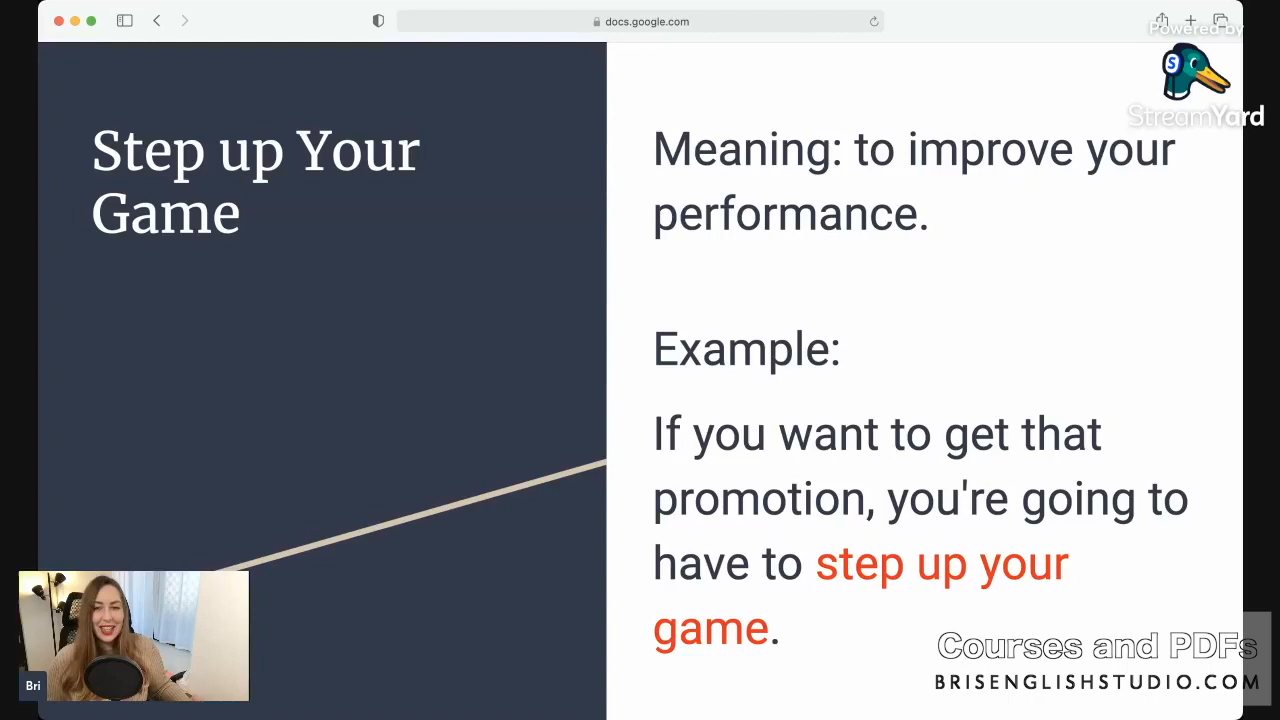 docs.google.com
Powered by
StreamYard
Step up Your
Game
Meaning: to improve your
performance.
Example:
If you want to get that
promotion, you're going to
have to step up your
game.
Bri
Courses and PDFs
BRISENGLISHSTUDIO.COM